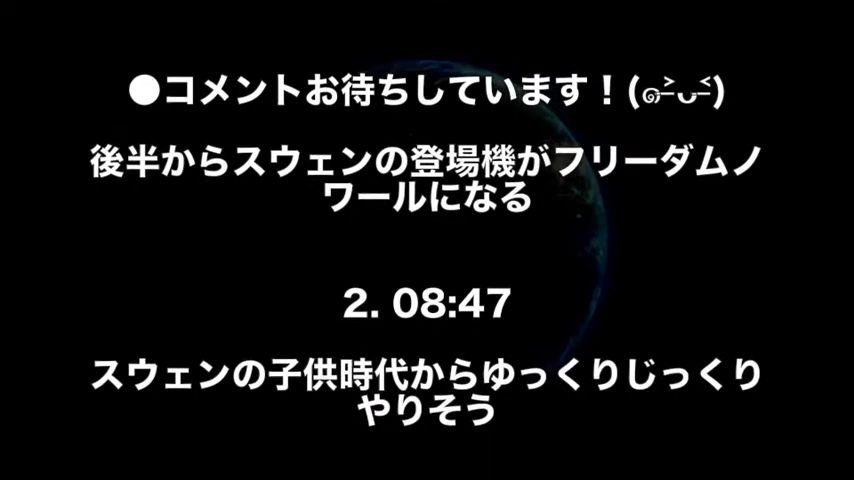 ●コメントお待ちしています！(๑˃̵ᴗ˂̵)
後半からスウェンの登場機がフリーダムノ
ワールになる
2. 08:47
スウェンの子供時代からゆっくりじっくり
やりそう